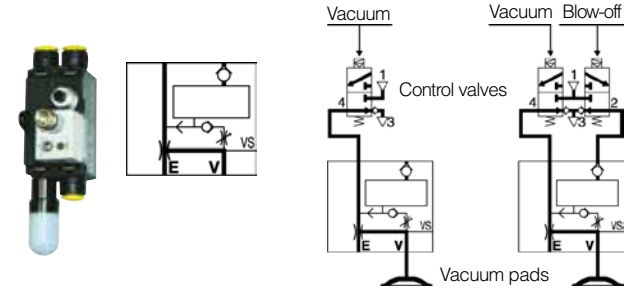 Vacuum
Vacuum Blow-off
1
1
Control valves
4
4
2
3
3
VS
E V
VS
E V
VS
E V
Vacuum pads